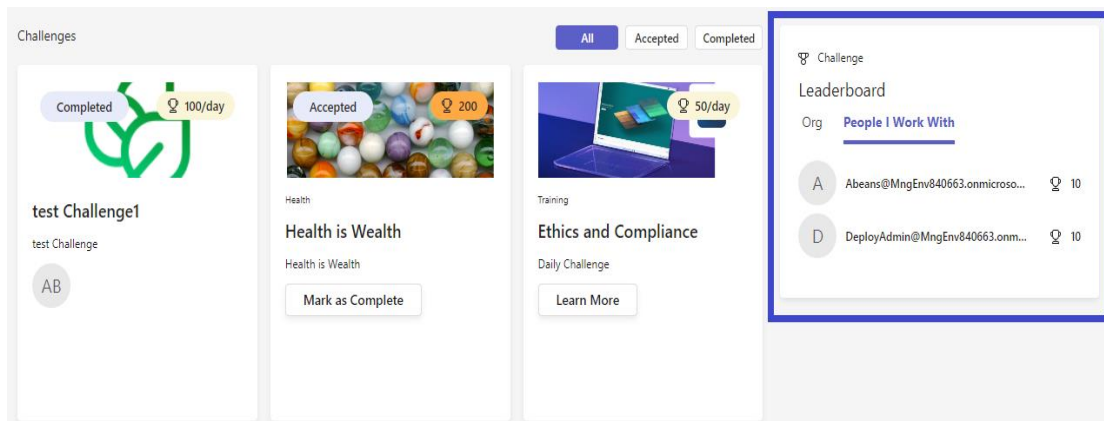 Challenges
All
Accepted
Completed
Completed
100/day
test Challenge1
test Challenge
AB
Accepted
200
Health
Health is Wealth
Health is Wealth
Mark as Complete
50/day
Training
Ethics and Compliance
Daily Challenge
Learn More
Challenge
Leaderboard
Org People I Work With
A Abeans@MngEnv840663.onmicroso... 10
D DeployAdmin@MngEnv840663.onm... 10